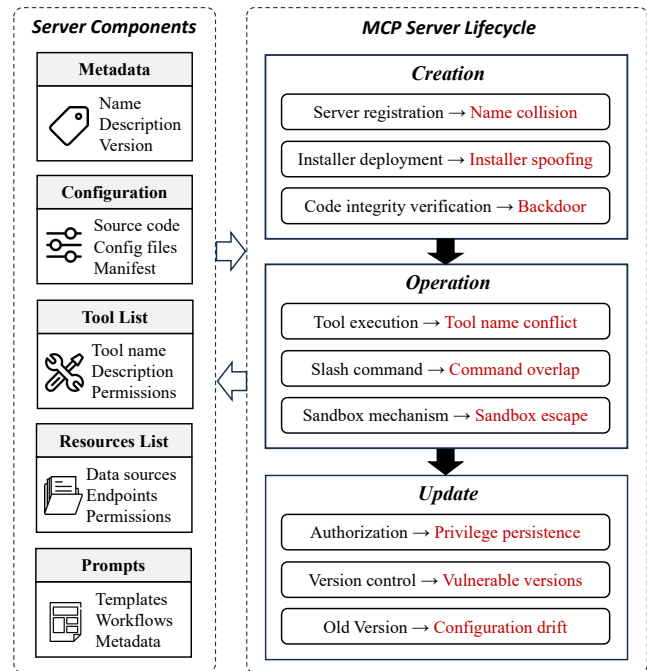 Server Components
Metadata
Name
Description
Version
Configuration
Source code
Config files
Manifest
Tool List
Tool name
Description
Permissions
Resources List
Data sources
Endpoints
Permissions
Prompts
Templates
Workflows
Metadata
MCP Server Lifecycle
Creation
Server registration → Name collision
Installer deployment → Installer spoofing
Code integrity verification → Backdoor
Operation
Tool execution → Tool name conflict
Slash command → Command overlap
Sandbox mechanism → Sandbox escape
Update
Authorization → Privilege persistence
Version control → Vulnerable versions
Old Version → Configuration drift